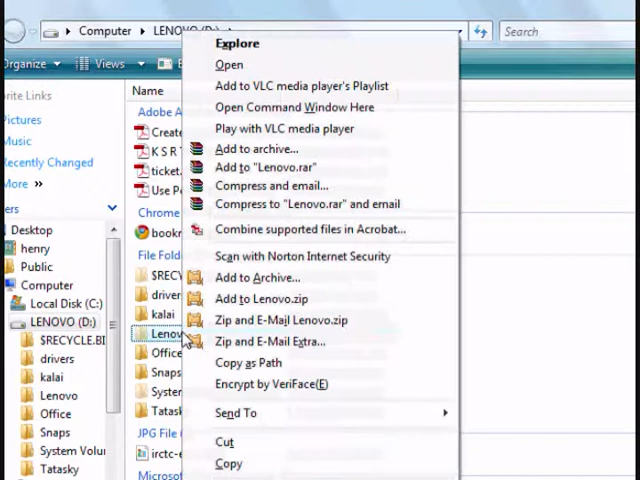 Computer
LENOVO (D:)
Search
Organize
Views
Explore
Open
Add to VLC media player's Playlist
Open Command Window Here
Play with VLC media player
Add to archive...
Add to "Lenovo.rar"
Compress and email...
Compress to "Lenovo.rar" and email
Combine supported files in Acrobat...
Scan with Norton Internet Security
Add to Archive...
Add to Lenovo.zip
Zip and E-Mail Lenovo.zip
Zip and E-Mail Extra...
Copy as Path
Encrypt by VeriFace(E)
Send To
Cut
Copy
Name
Adobe A
Create
K S R T
ticket.
Use P
Chrome
bookr
File Fold
$RECY
driver
kalai
Lenov
Office
Snaps
System
Tatask
JPG File
irctc-e
Microsof
rite Links
Pictures
Music
Recently Changed
More »
ers
Desktop
henry
Public
Computer
Local Disk (C:)
LENOVO (D:)
$RECYCLE.BI
drivers
kalai
Lenovo
Office
Snaps
System Volu
Tatasky